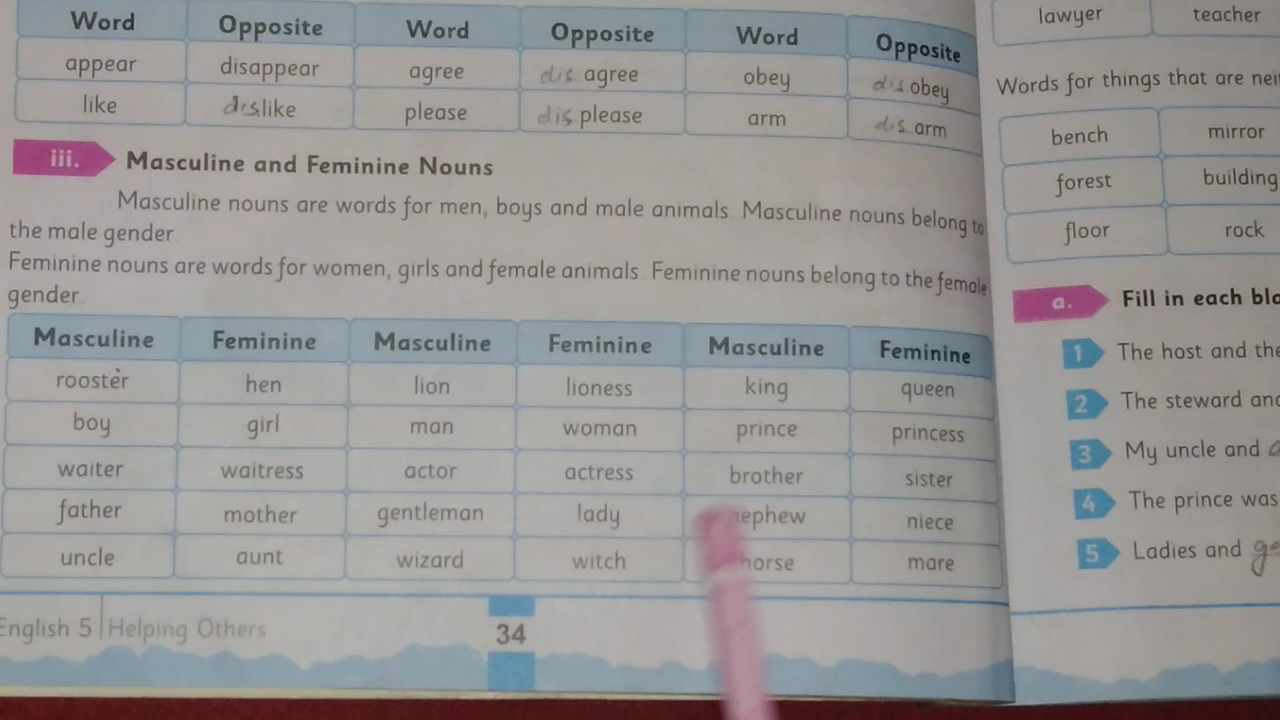 Word Opposite Word Opposite Word Opposite
appear disappear agree dis agree obey dis obey
like dislike please dis please arm dis arm
iii. Masculine and Feminine Nouns
Masculine nouns are words for men, boys and male animals Masculine nouns belong to
the male gender
Feminine nouns are words for women, girls and female animals Feminine nouns belong to the female
gender.
Masculine Feminine Masculine Feminine Masculine Feminine
rooster hen lion lioness king queen
boy girl man woman prince princess
waiter waitress actor actress brother sister
father mother gentleman lady nephew niece
uncle aunt wizard witch horse mare
English 5 Helping Others
34
lawyer teacher
Words for things that are
bench mirror
forest building
floor rock
a. Fill in each
1 The host and the
2 The steward and
3 My uncle and
4 The prince was
5 Ladies and